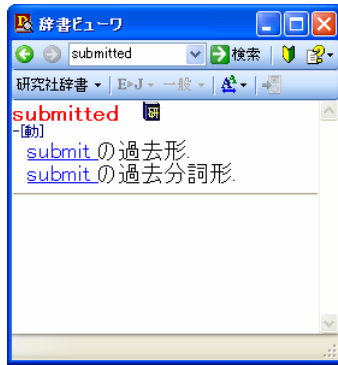 辞書ビューワ
submitted 検索
研究社辞書 E▸J 一般
submitted 研
-[動]
submit の過去形.
submit の過去分詞形.